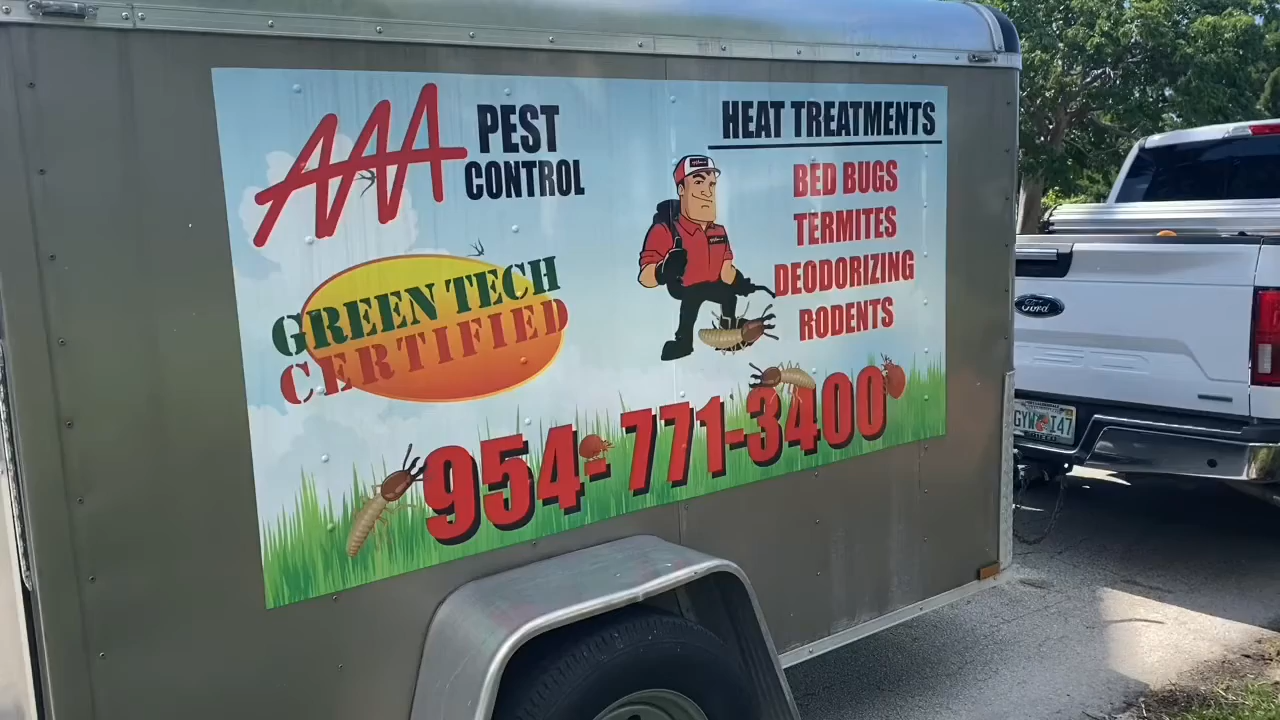 AAA PEST
CONTROL
GREEN TECH
CERTIFIED
HEAT TREATMENTS
BED BUGS
TERMITES
DEODORIZING
RODENTS
954-771-3400
Ford